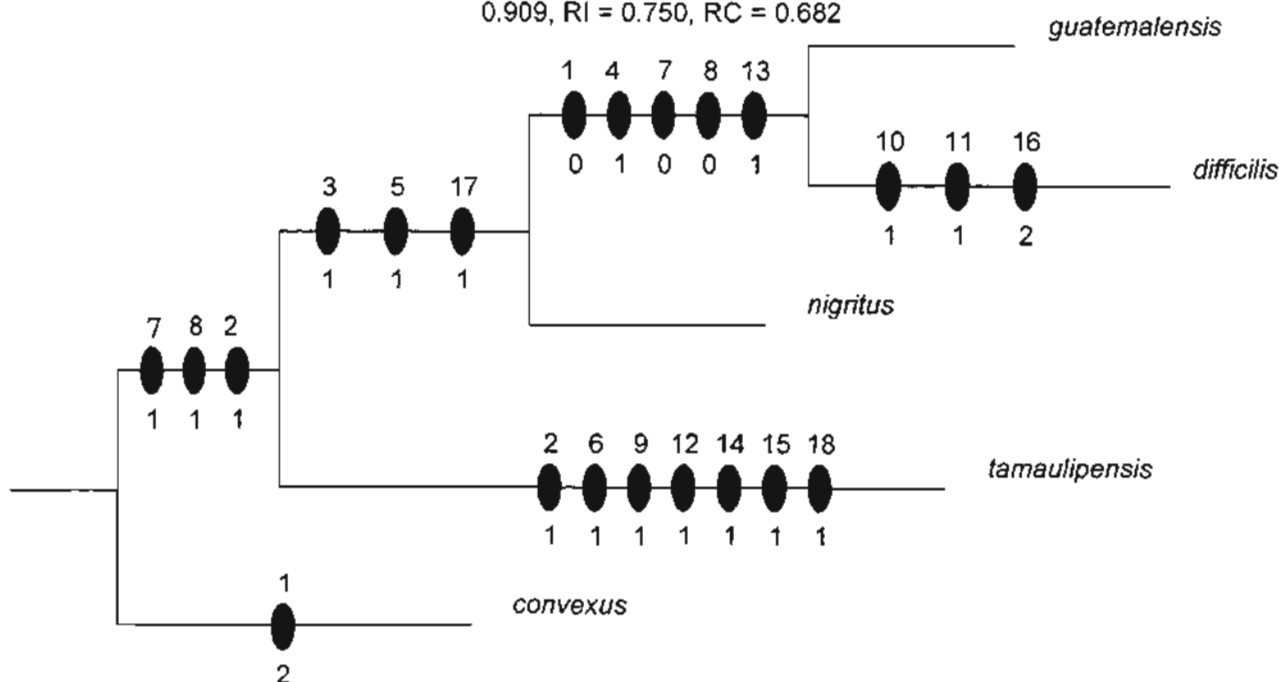 0.909, RI = 0.750, RC = 0.682
guatemalensis
1 4 7 8 13
0 1 0 0 1
10 11 16
difficilis
1 1 2
3 5 17
1 1 1
nigritus
7 8 2
1 1 1
2 6 9 12 14 15 18
tamaulipensis
1 1 1 1 1 1 1
1
convexus
2